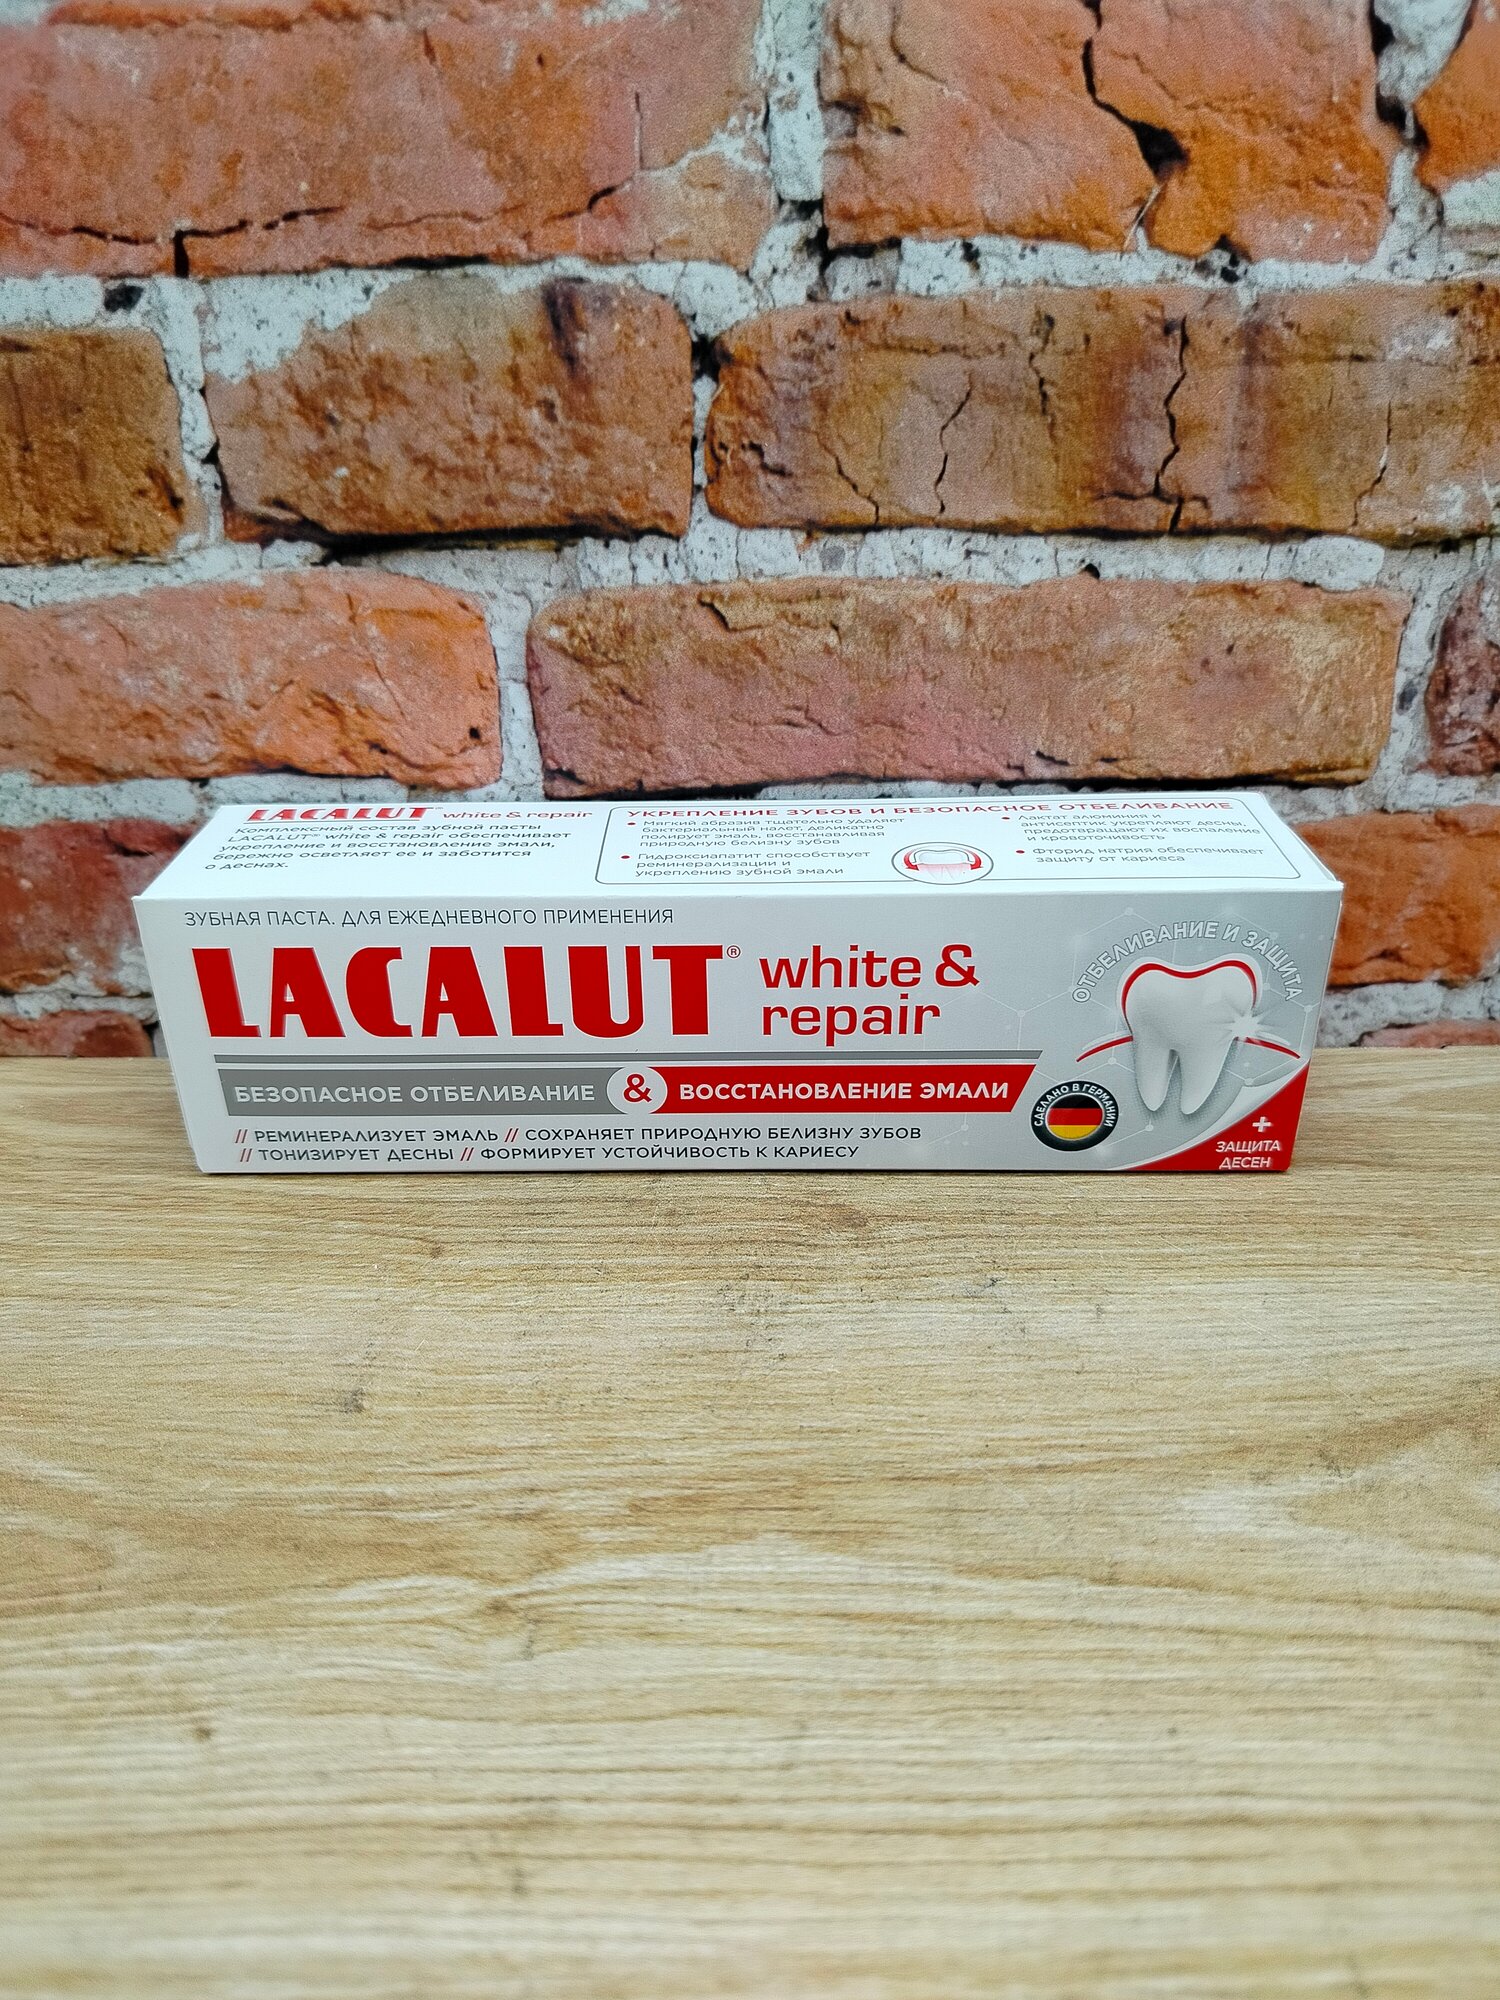 LACALUT white & repair
Комплексный состав зубной пасты
LACALUT™ white & repair обеспечивает
укрепление и восстановление эмали,
бережно осветляет ее и заботится
о деснах.
УКРЕПЛЕНИЕ ЗУБОВ И БЕЗОПАСНОЕ ОТБЕЛИВАНИЕ
• Мягкий абразив тщательно удаляет
бактериальный налет, деликатно
полирует эмаль, восстанавливая
природную белизну зубов
• Гидроксиапатит способствует
реминерализации и
укреплению зубной эмали
• Лактат алюминия и
антисептик укрепляют десны,
предотвращают их воспаление
и кровоточивость
• Фторид натрия обеспечивает
защиту от кариеса
ЗУБНАЯ ПАСТА. ДЛЯ ЕЖЕДНЕВНОГО ПРИМЕНЕНИЯ
LACALUT® white &
repair
БЕЗОПАСНОЕ ОТБЕЛИВАНИЕ & ВОССТАНОВЛЕНИЕ ЭМАЛИ
// РЕМИНЕРАЛИЗУЕТ ЭМАЛЬ // СОХРАНЯЕТ ПРИРОДНУЮ БЕЛИЗНУ ЗУБОВ
// ТОНИЗИРУЕТ ДЕСНЫ // ФОРМИРУЕТ УСТОЙЧИВОСТЬ К КАРИЕСУ
СДЕЛАНО В ГЕРМАНИИ
ОТБЕЛИВАНИЕ И ЗАЩИТА
+
ЗАЩИТА
ДЕСЕН